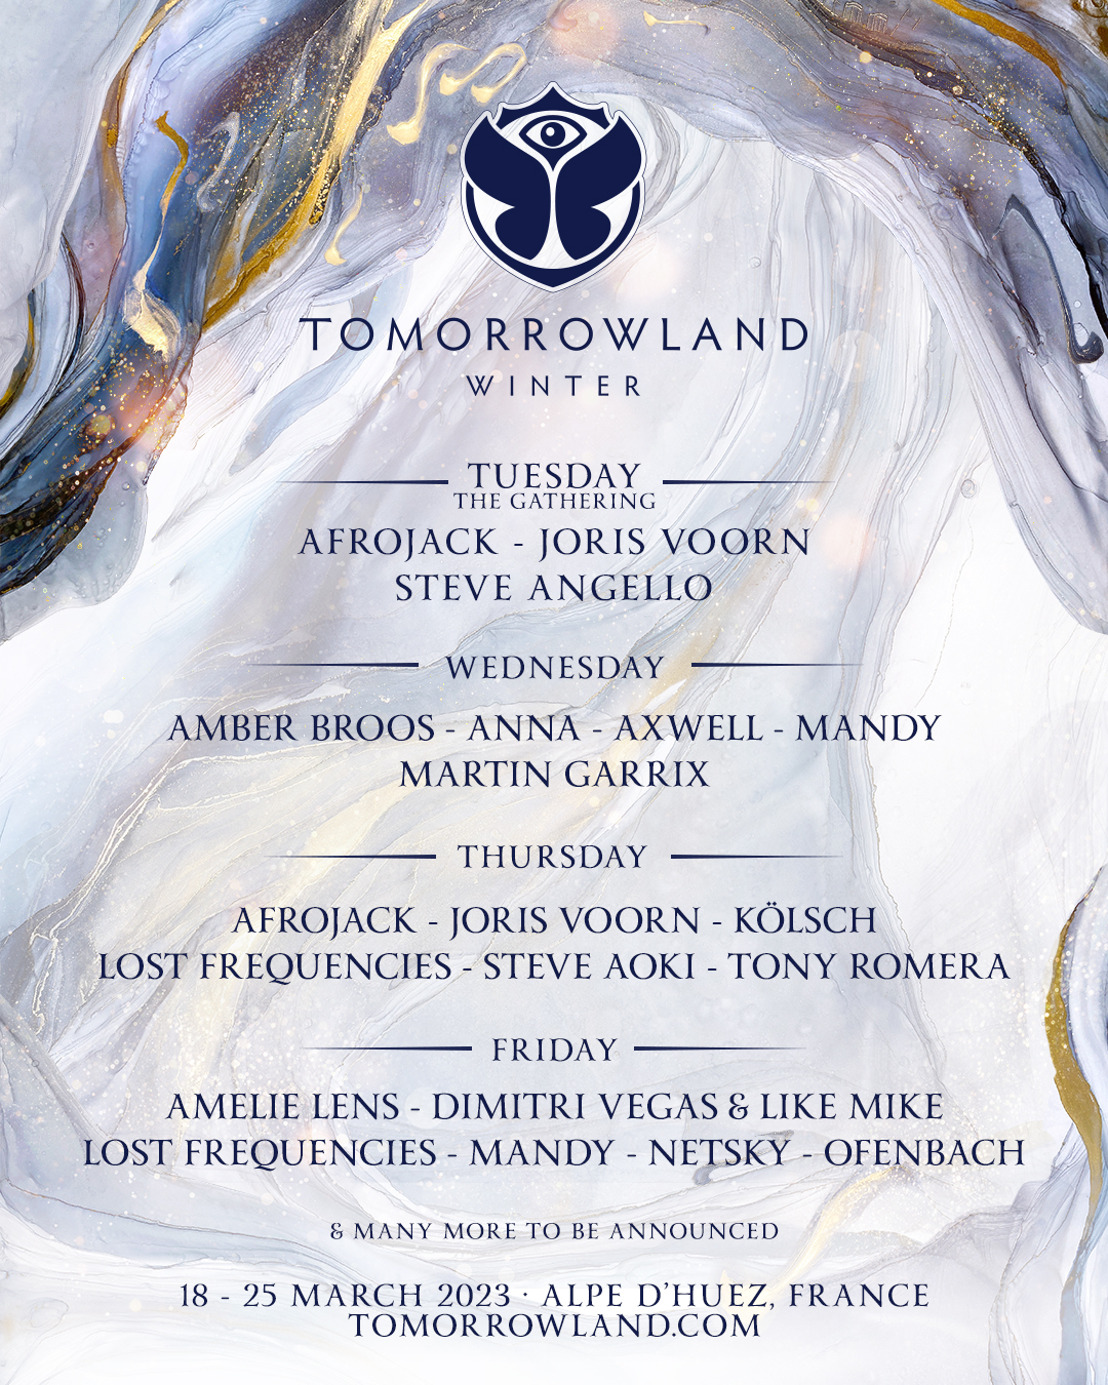 TOMORROWLAND
WINTER
TUESDAY
THE GATHERING
AFROJACK - JORIS VOORN
STEVE ANGELLO
WEDNESDAY
AMBER BROOS - ANNA - AXWELL - MANDY
MARTIN GARRIX
THURSDAY
AFROJACK - JORIS VOORN - KÖLSCH
LOST FREQUENCIES - STEVE AOKI - TONY ROMERA
FRIDAY
AMELIE LENS - DIMITRI VEGAS & LIKE MIKE
LOST FREQUENCIES - MANDY - NETSKY - OFENBACH
& MANY MORE TO BE ANNOUNCED
18 - 25 MARCH 2023 · ALPE D'HUEZ, FRANCE
TOMORROWLAND.COM